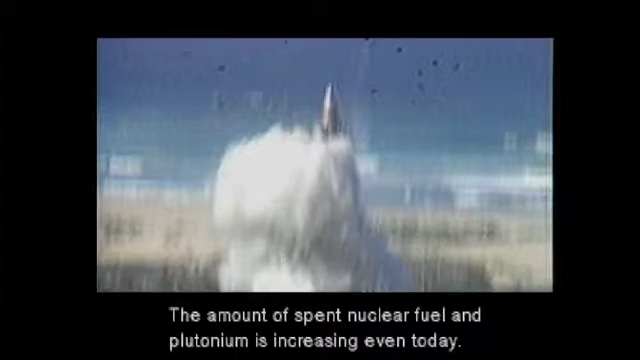 The amount of spent nuclear fuel and
plutonium is increasing even today.